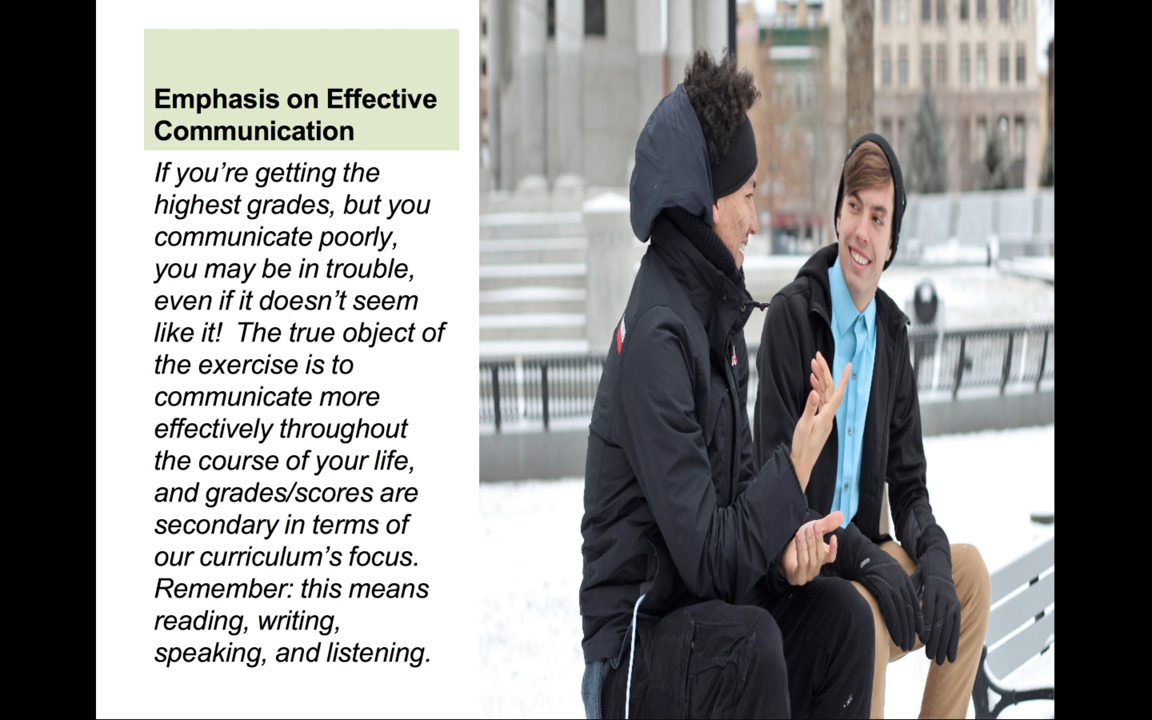 Emphasis on Effective
Communication
If you’re getting the
highest grades, but you
communicate poorly,
you may be in trouble,
even if it doesn’t seem
like it!  The true object of
the exercise is to
communicate more
effectively throughout
the course of your life,
and grades/scores are
secondary in terms of
our curriculum’s focus.
Remember: this means
reading, writing,
speaking, and listening.